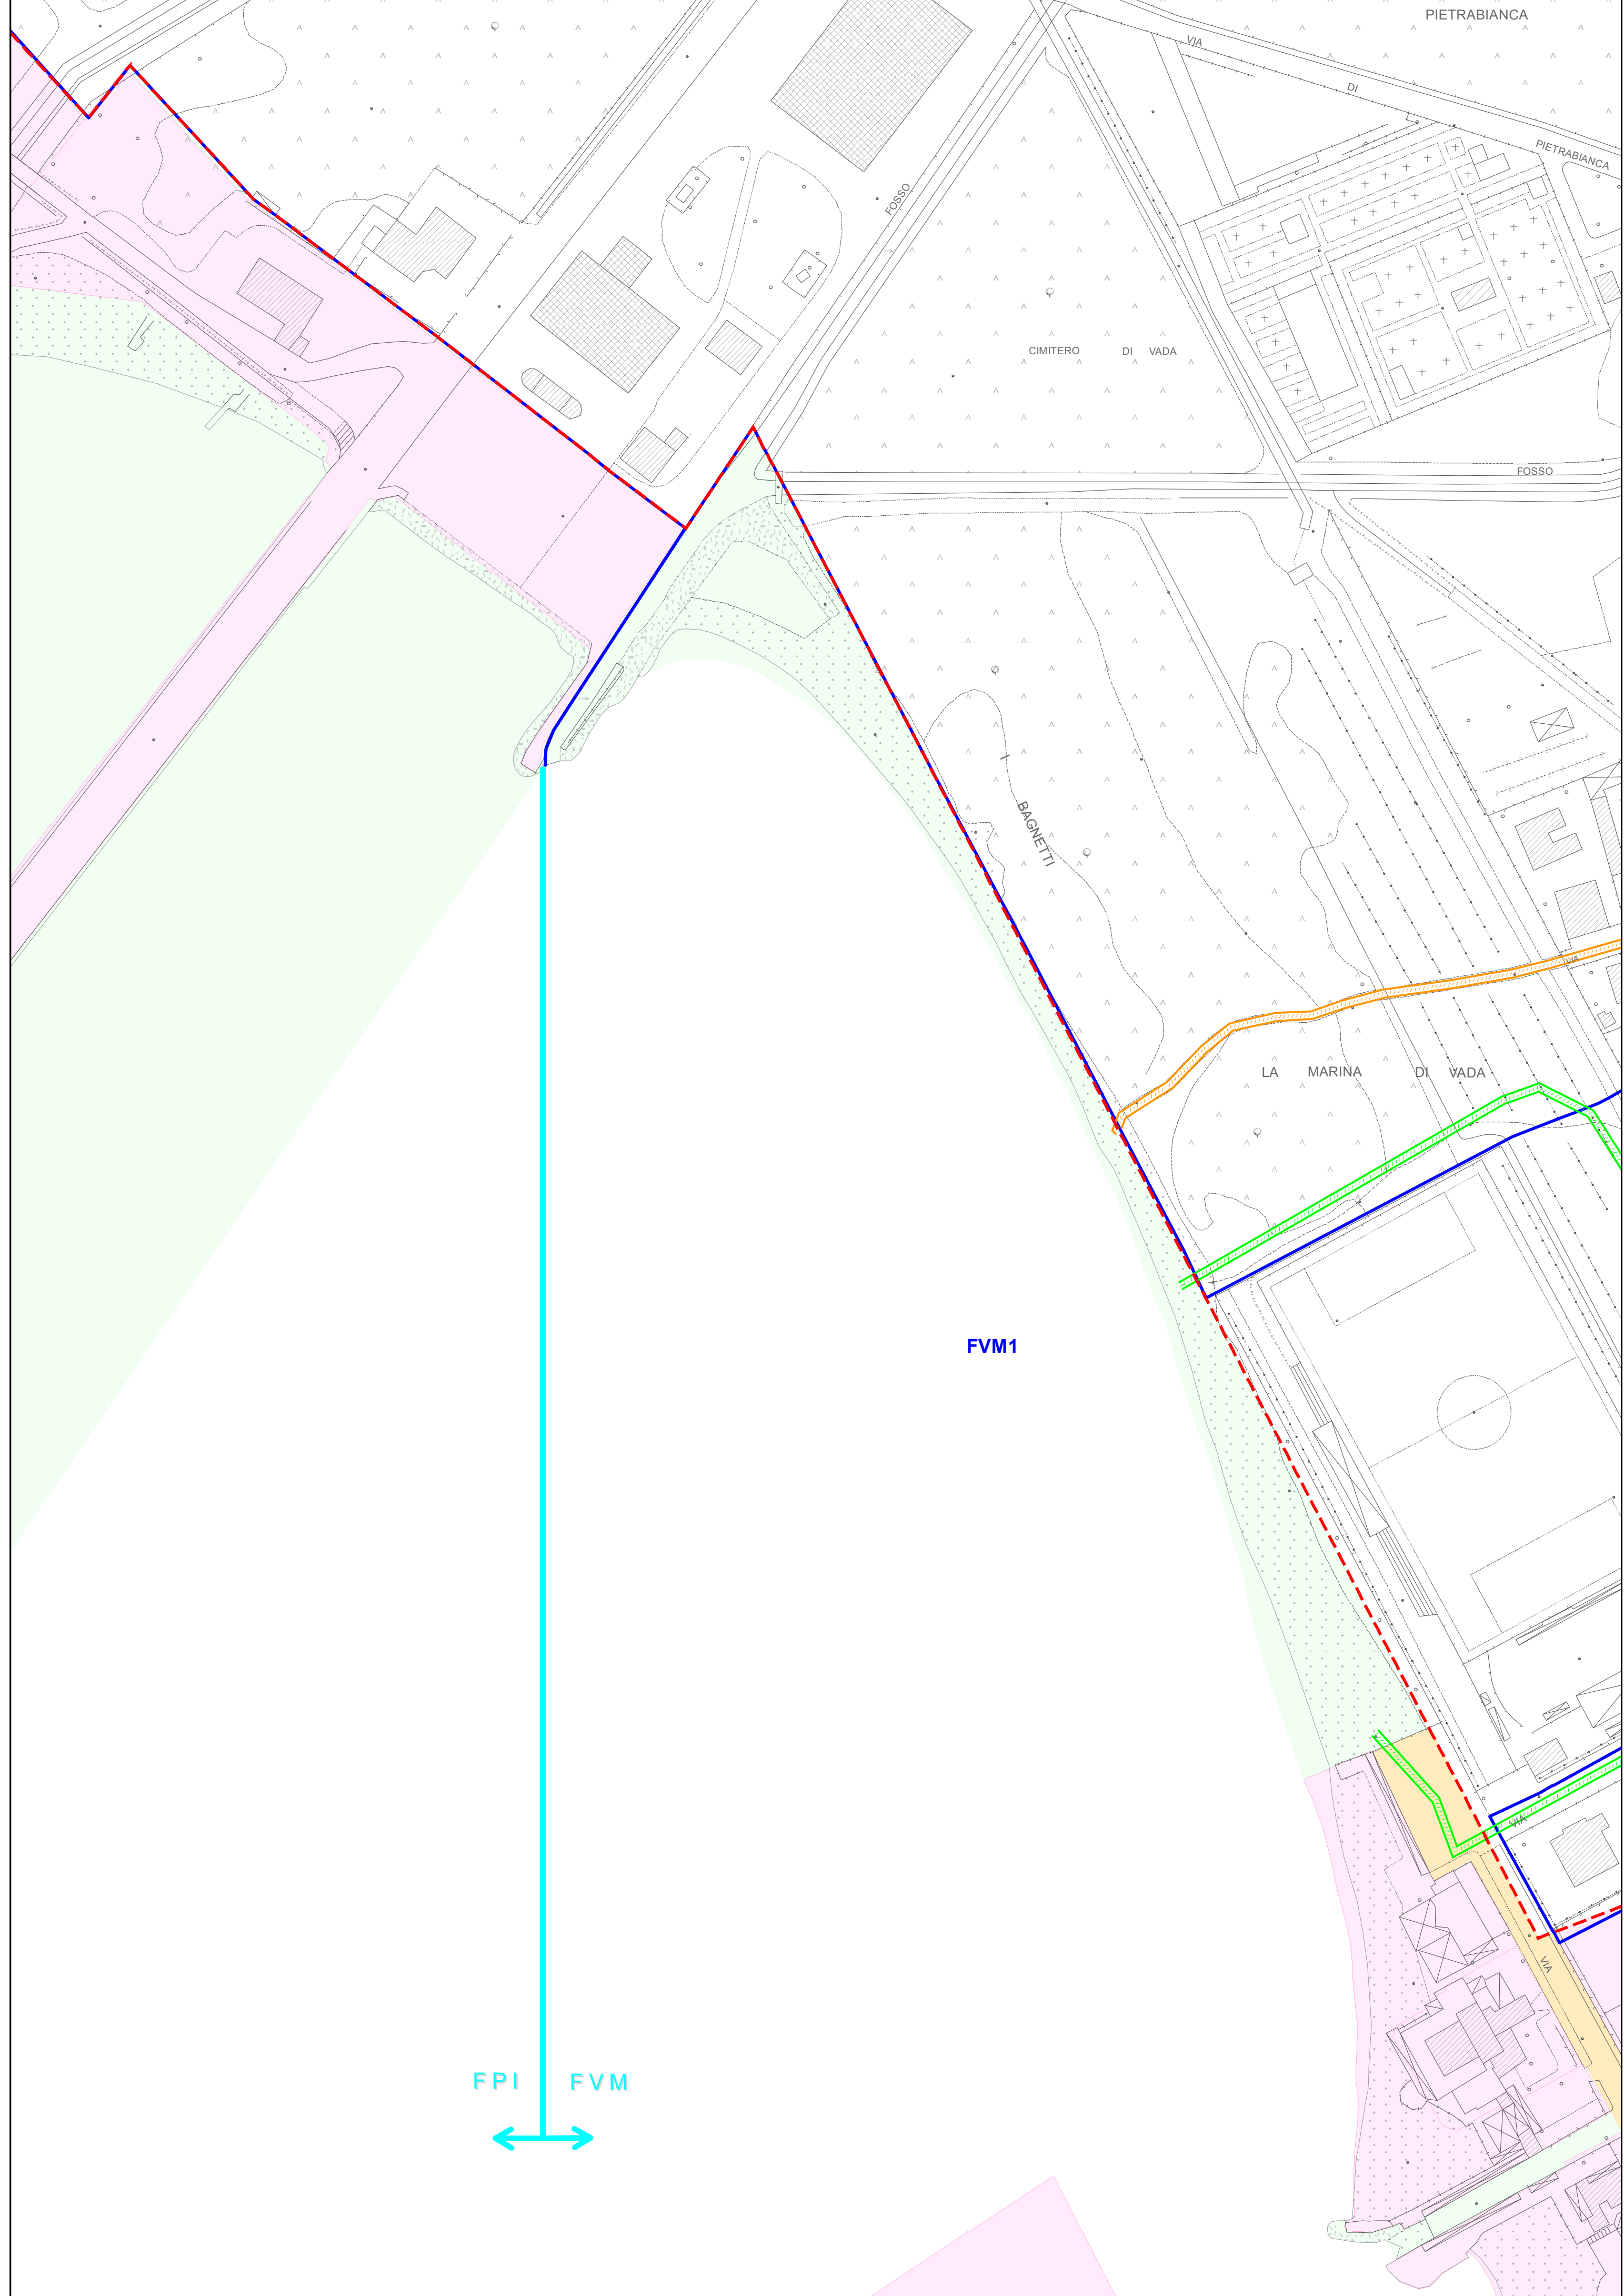 PIETRABIANCA
VIA
DI
PIETRABIANCA
FOSSO
CIMITERO DI VADA
FOSSO
I
BAGNETTI
VIA
LA MARINA DI VADA
FVM1
VIA
VIA
FPI FVM